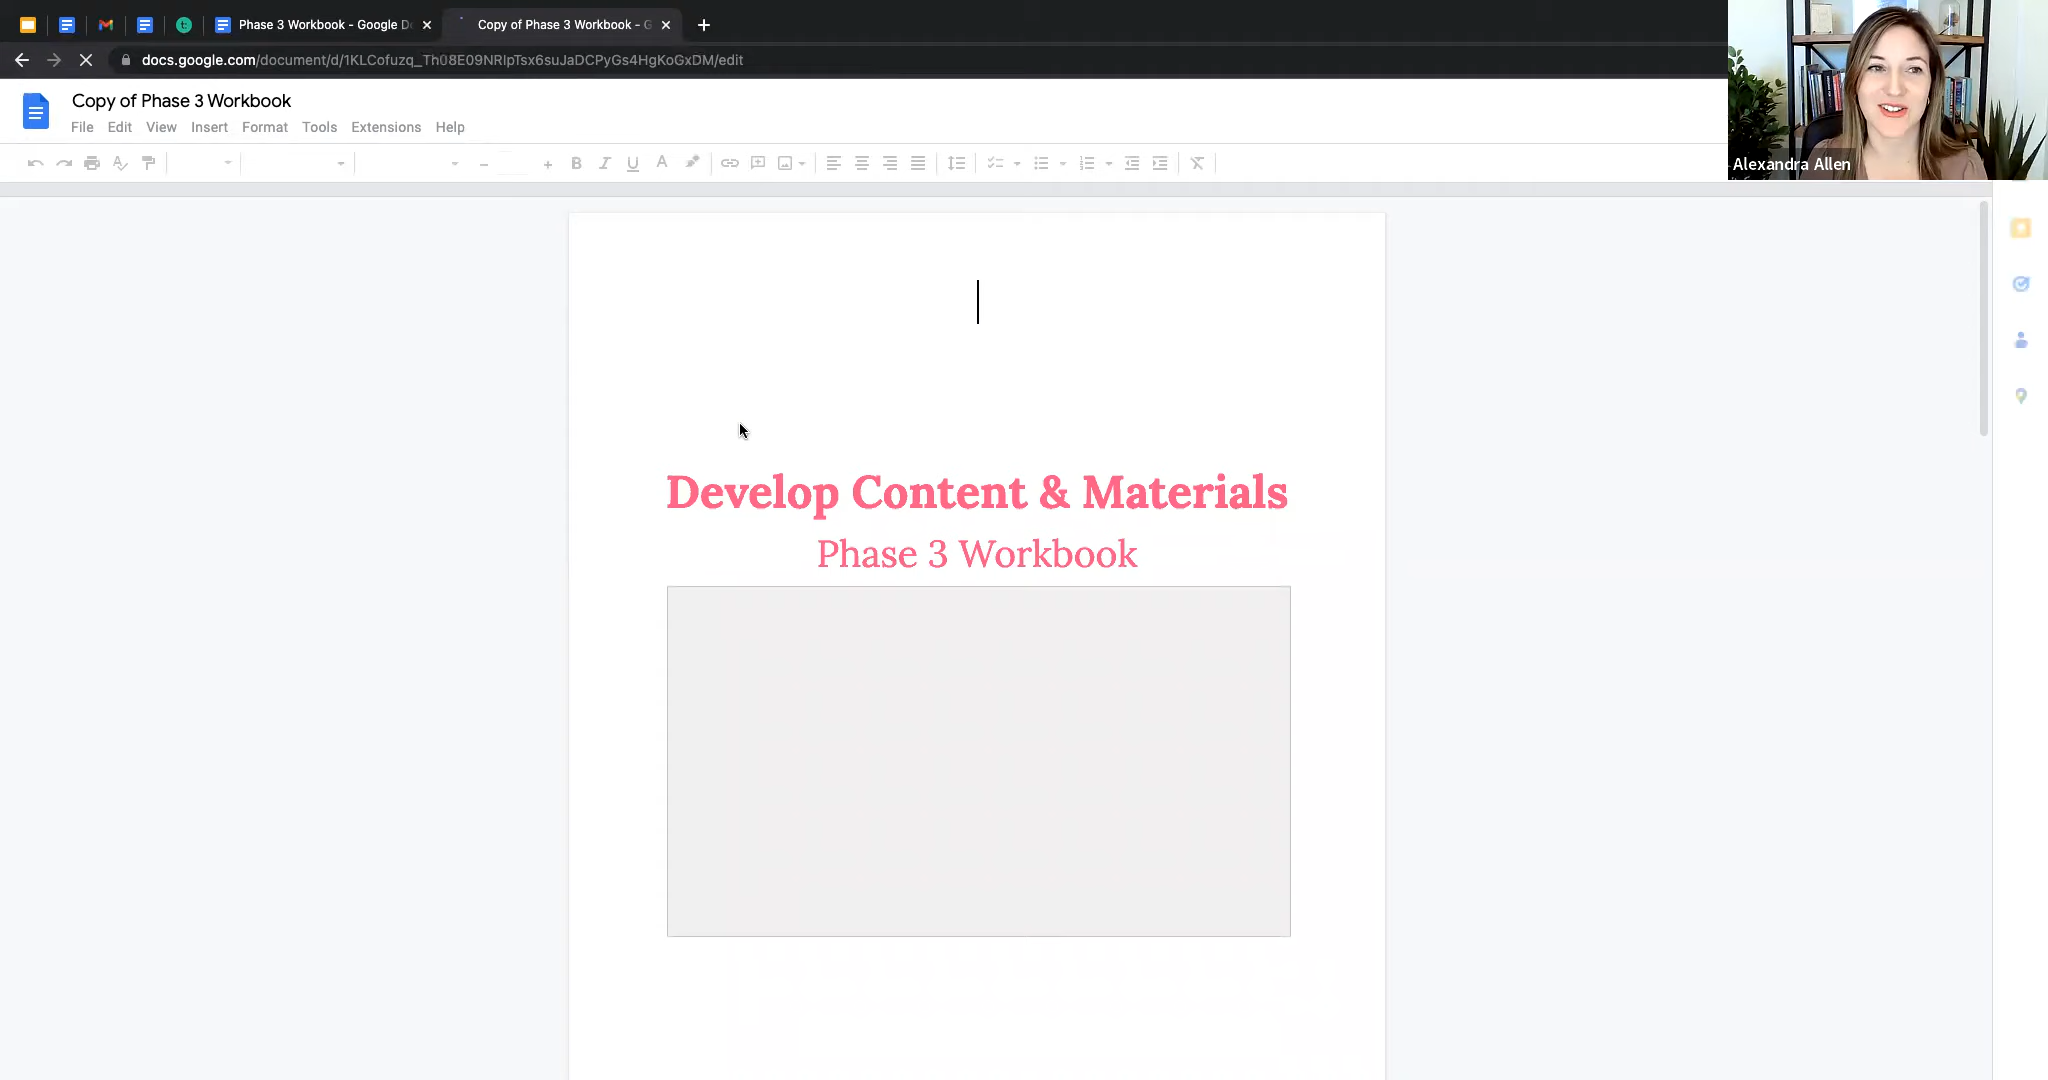 Phase 3 Workbook - Google Do
Copy of Phase 3 Workbook - G
docs.google.com/document/d/1KLCofuzq_Th08E09NRlpTsx6suJaDCPyGs4HgKoGxDM/edit
Copy of Phase 3 Workbook
File Edit View Insert Format Tools Extensions Help
Alexandra Allen
Develop Content & Materials
Phase 3 Workbook